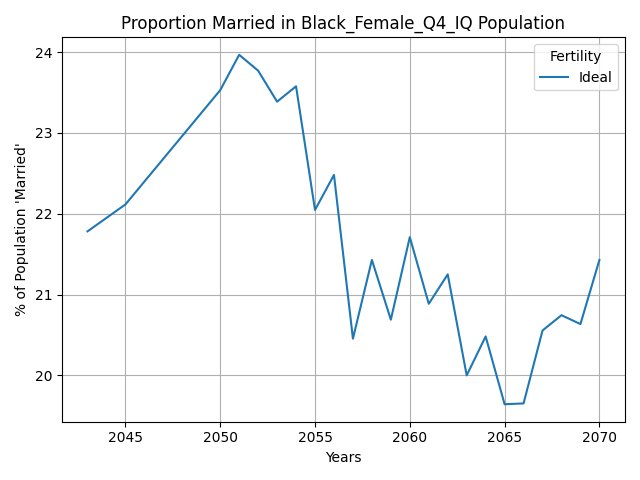 Proportion Married in Black_Female_Q4_IQ Population
Fertility
Ideal
% of Population 'Married'
24
23
22
21
20
2045 2050 2055 2060 2065 2070
Years